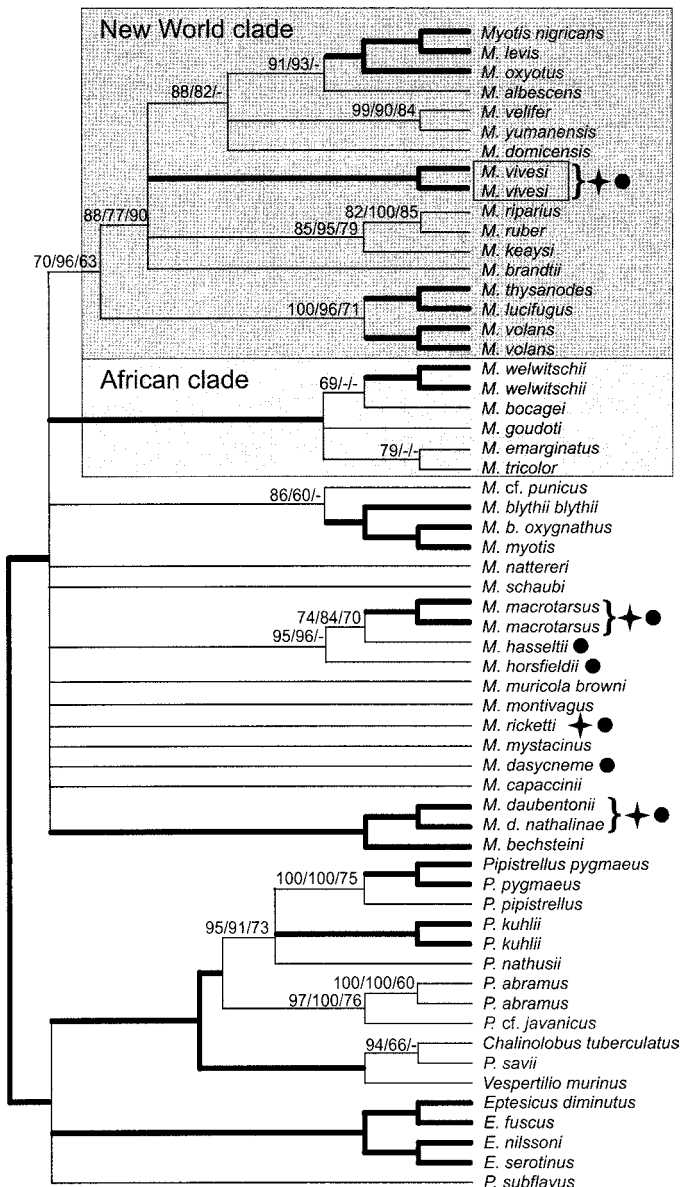 New World clade
Myotis nigricans
M. levis
91/93/-
M. oxyotus
88/82/-
M. albescens
99/90/84
M. velifer
M. yumanensis
M. domicensis
M. vivesi
M. vivesi
88/77/90
82/100/85
M. riparius
85/95/79
M. ruber
M. keaysi
70/96/63
M. brandtii
M. thysanodes
100/96/71
M. lucifugus
M. volans
M. volans
African clade
M. welwitschii
69/-/-
M. welwitschii
M. bocagei
M. goudoti
79/-/-
M. emarginatus
M. tricolor
86/60/-
M. cf. punicus
M. blythii blythii
M. b. oxygnathus
M. myotis
M. nattereri
M. schaubi
M. macrotarsus
74/84/70
M. macrotarsus
95/96/-
M. hasseltii
M. horsfieldii
M. muricola browni
M. montivagus
M. ricketti
M. mystacinus
M. dasycneme
M. capaccinii
M. daubentonii
M. d. nathalinae
M. bechsteini
Pipistrellus pygmaeus
100/100/75
P. pygmaeus
P. pipistrellus
95/91/73
P. kuhlii
P. kuhlii
P. nathusii
100/100/60
P. abramus
97/100/76
P. abramus
P. cf. javanicus
94/66/-
Chalinolobus tuberculatus
P. savii
Vespertilio murinus
Eptesicus diminutus
E. fuscus
E. nilssoni
E. serotinus
P. subflavus